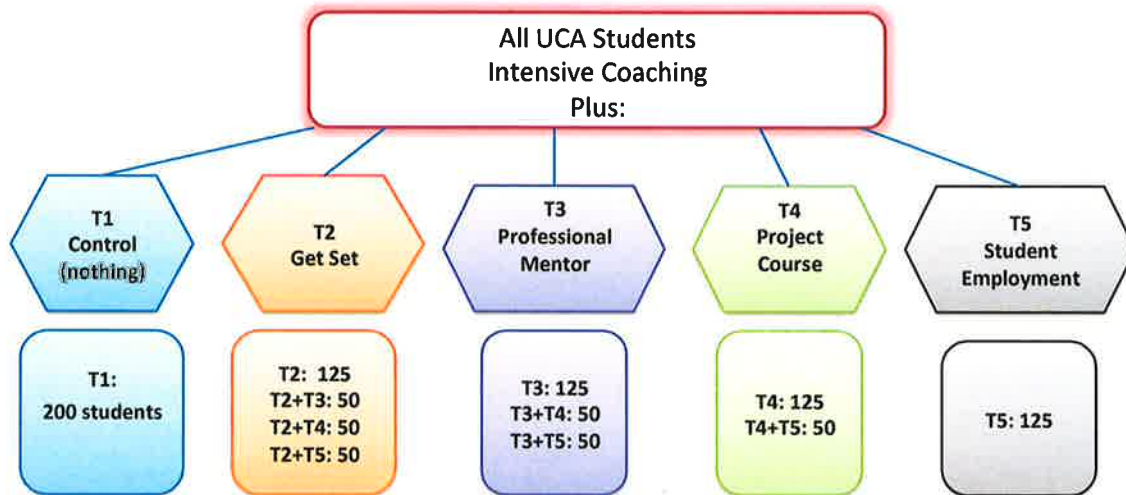 All UCA Students
Intensive Coaching
Plus:
T1
Control
(nothing)
T2
Get Set
T3
Professional
Mentor
T4
Project
Course
T5
Student
Employment
T1:
200 students
T2: 125
T2+T3: 50
T2+T4: 50
T2+T5: 50
T3: 125
T3+T4: 50
T3+T5: 50
T4: 125
T4+T5: 50
T5: 125